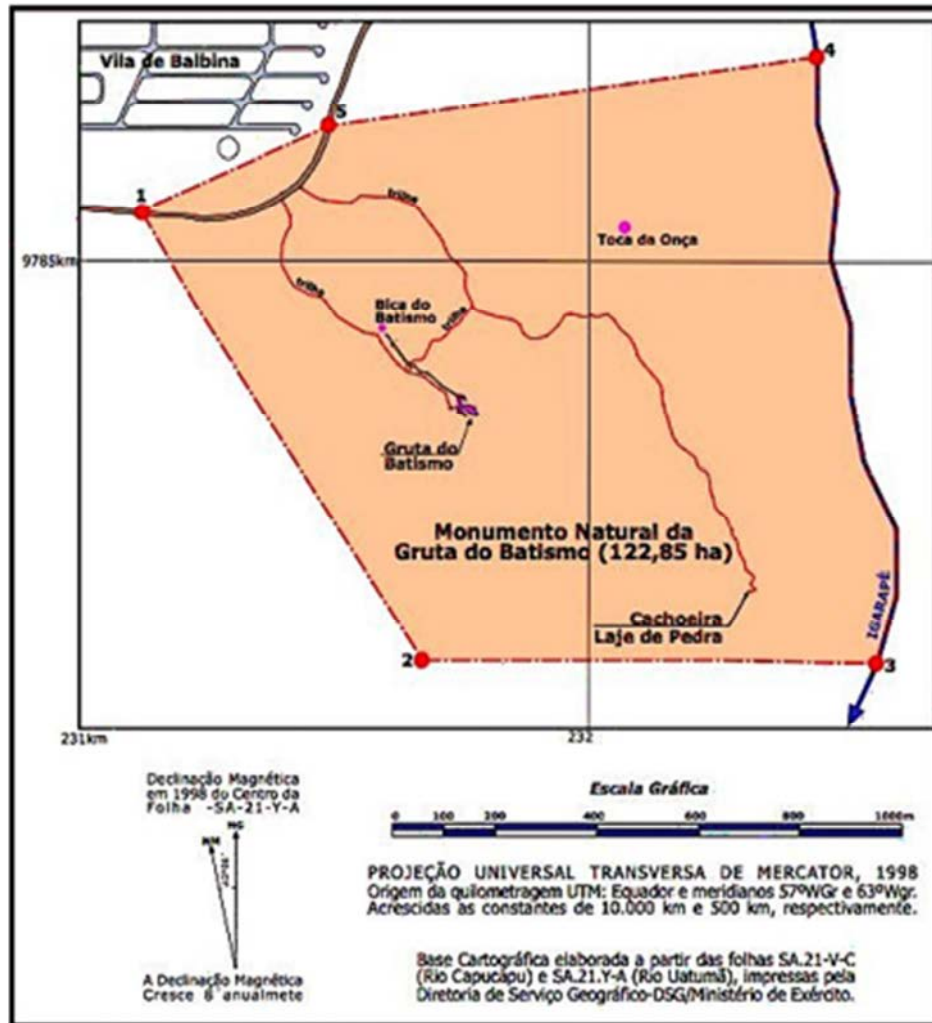 Vila de Balbina
4
5
1
trilha
Toca da Onça
9785km
trilha
Bica do
Batismo
trilha
Gruta do
Batismo
Monumento Natural da
Gruta do Batismo (122,85 ha)
Cachoeira
Laje de Pedra
IGARAPÉ
2
3
231km
232
Declinação Magnética
em 1998 do Centro da
Folha -SA-21-Y-A
NM
NG
A Declinação Magnética
Cresce 8' anualmete
Escala Gráfica
0 100 200 400 600 800 1000m
PROJEÇÃO UNIVERSAL TRANSVERSA DE MERCATOR, 1998
Origem da quilometragem UTM: Equador e meridianos 57ºWGr e 63ºWgr.
Acrescidas as constantes de 10.000 km e 500 km, respectivamente.
Base Cartográfica elaborada a partir das folhas SA.21-V-C
(Rio Capucápu) e SA.21.Y-A (Rio Uatumã), impressas pela
Diretoria de Serviço Geográfico-DSG/Ministério de Exército.